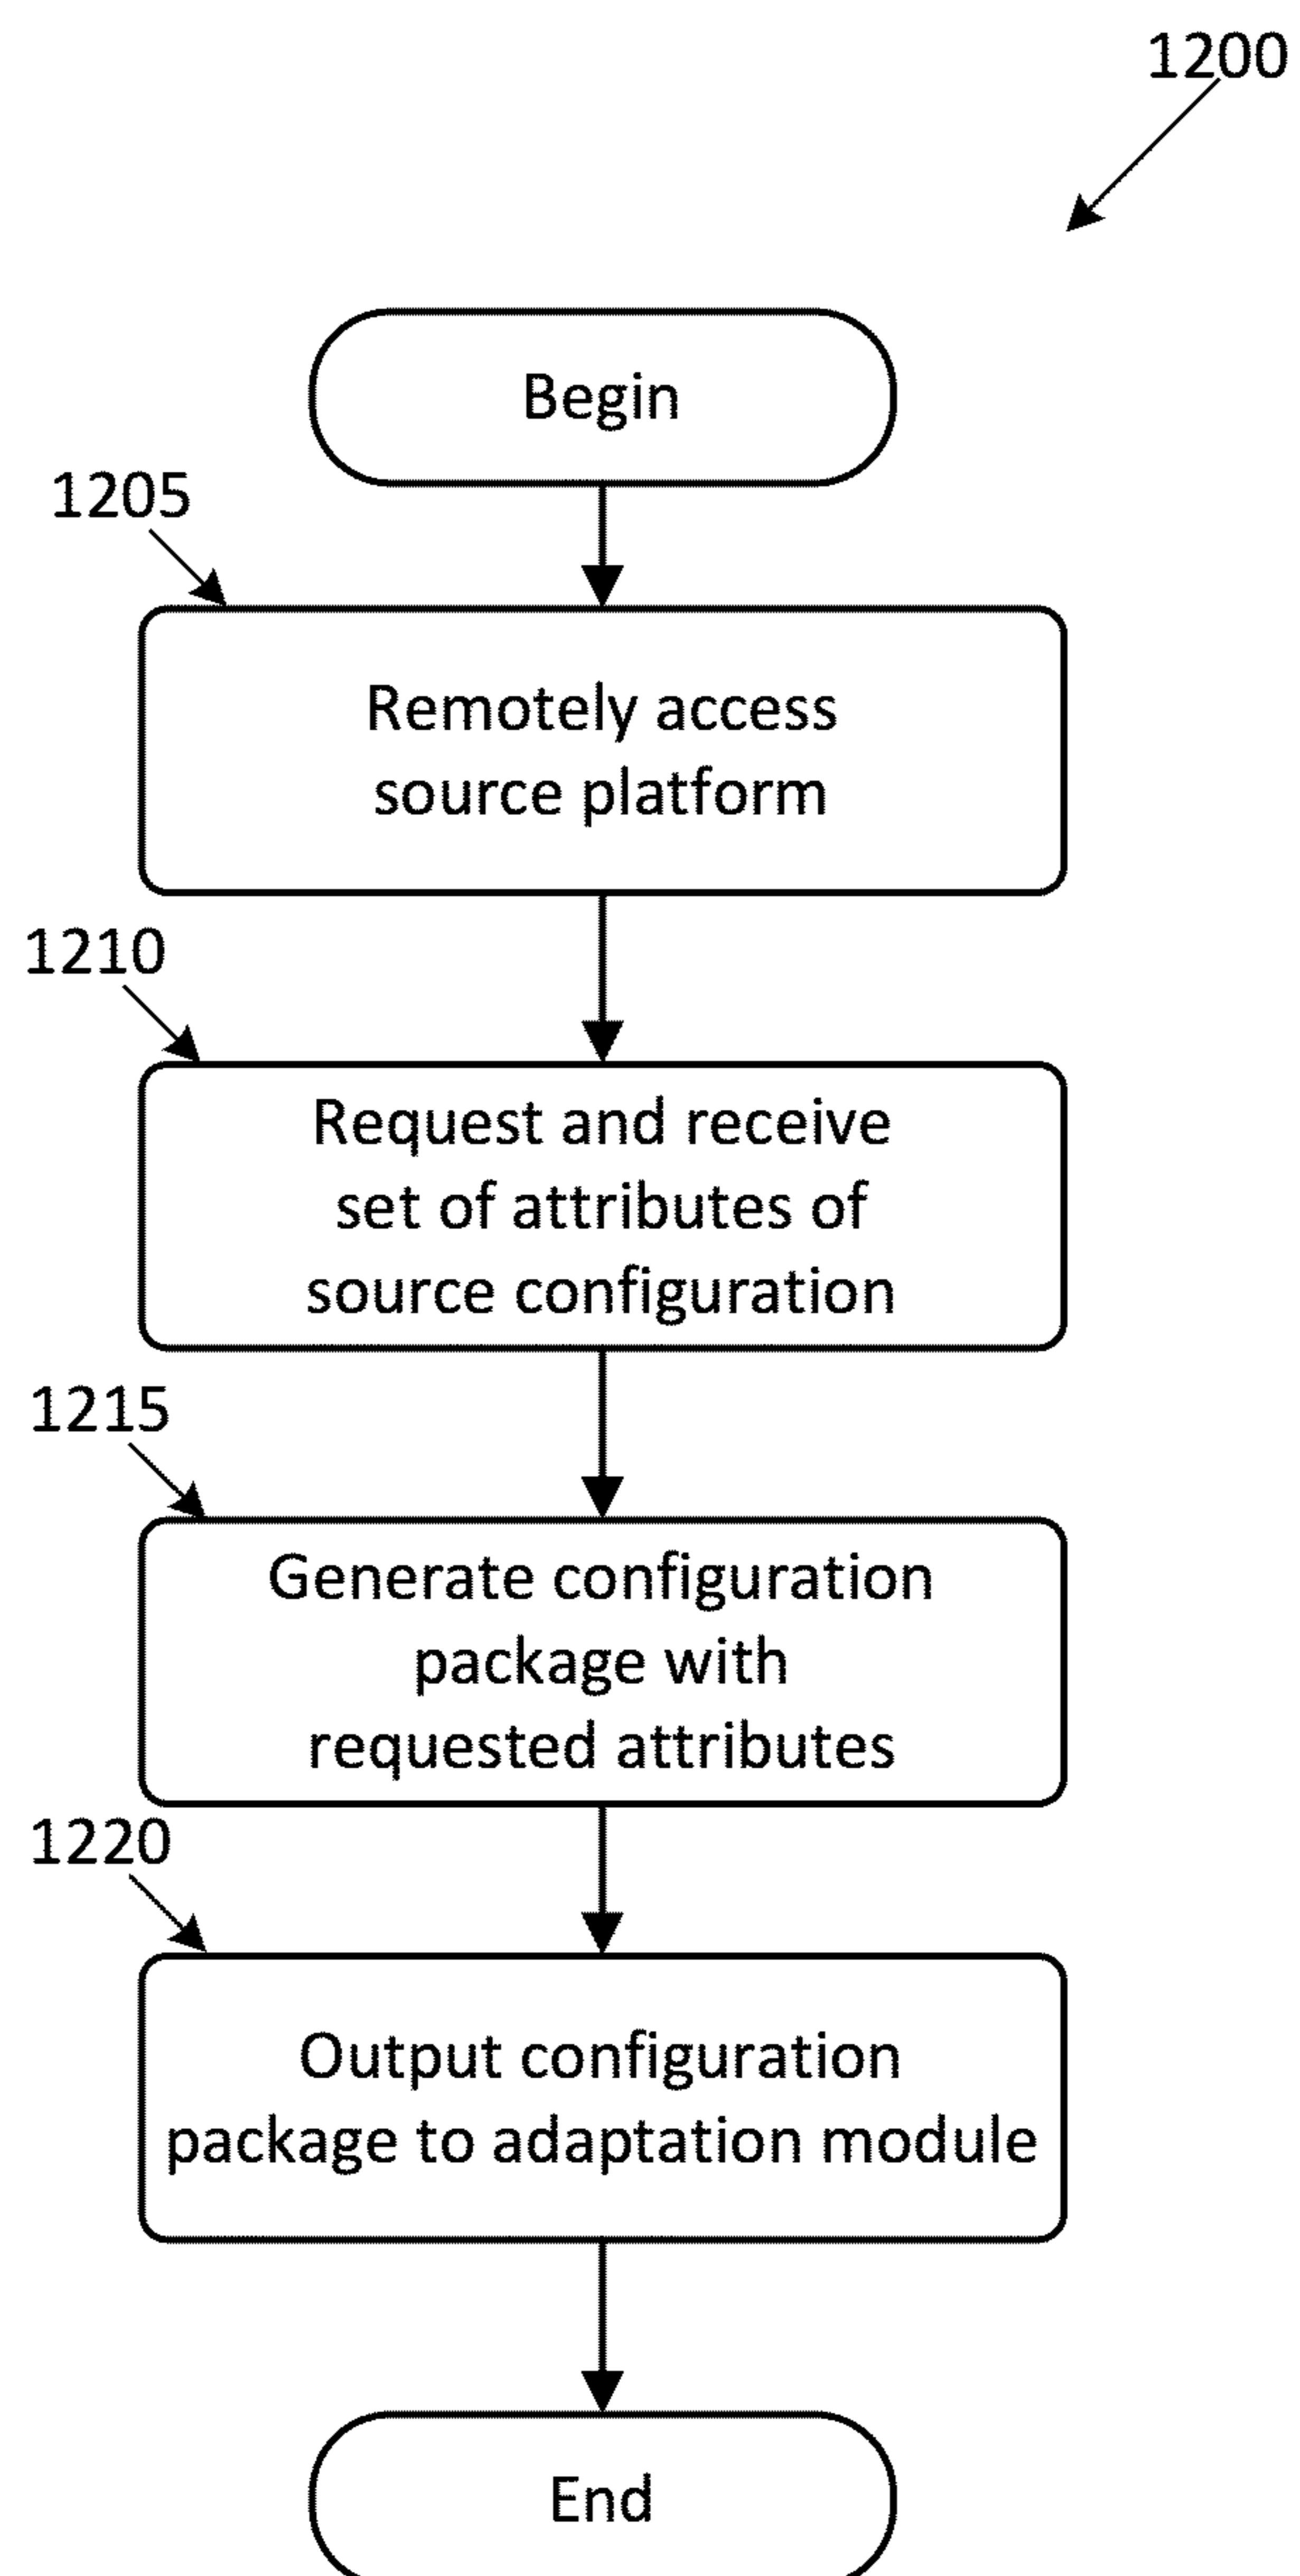 1200
Begin
1205
Remotely access
source platform
1210
Request and receive
set of attributes of
source configuration
1215
Generate configuration
package with
requested attributes
1220
Output configuration
package to adaptation module
End